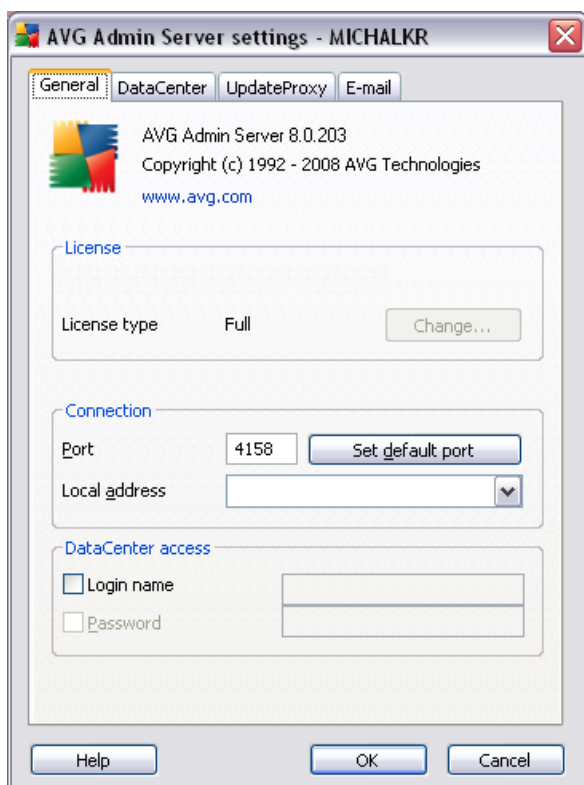 AVG Admin Server settings - MICHALKR
General DataCenter UpdateProxy E-mail
AVG Admin Server 8.0.203
Copyright (c) 1992 - 2008 AVG Technologies
www.avg.com
License
License type Full Change...
Connection
Port 4158 Set default port
Local address
DataCenter access
Login name
Password
Help OK Cancel